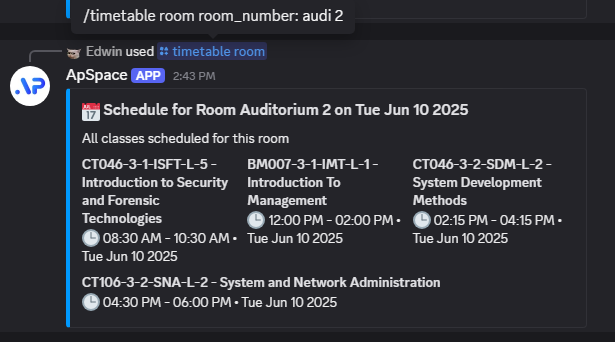 /timetable room room_number: audi 2
Edwin used timetable room
AP
ApSpace APP 2:43 PM
JUL 17 Schedule for Room Auditorium 2 on Tue Jun 10 2025
All classes scheduled for this room
CT046-3-1-ISFT-L-5 -
Introduction to Security
and Forensic
Technologies
08:30 AM - 10:30 AM •
Tue Jun 10 2025
BM007-3-1-IMT-L-1 -
Introduction To
Management
12:00 PM - 02:00 PM •
Tue Jun 10 2025
CT046-3-2-SDM-L-2 -
System Development
Methods
02:15 PM - 04:15 PM •
Tue Jun 10 2025
CT106-3-2-SNA-L-2 - System and Network Administration
04:30 PM - 06:00 PM • Tue Jun 10 2025